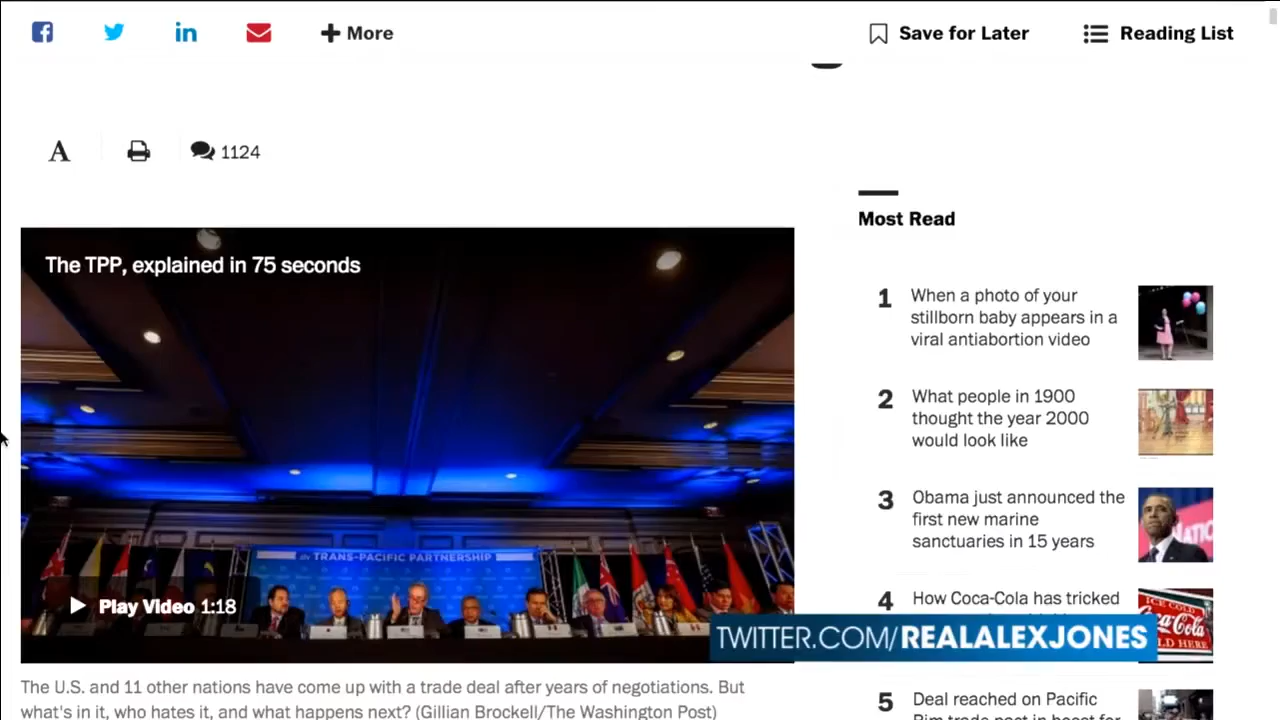 More
Save for Later
Reading List
A
1124
Most Read
The TPP, explained in 75 seconds
1
When a photo of your
stillborn baby appears in a
viral antiabortion video
2
What people in 1900
thought the year 2000
would look like
3
Obama just announced the
first new marine
sanctuaries in 15 years
4
How Coca-Cola has tricked
TRANS-PACIFIC PARTNERSHIP
Play Video 1:18
TWITTER.COM/REALALEXJONES
5
Deal reached on Pacific
The U.S. and 11 other nations have come up with a trade deal after years of negotiations. But
what's in it, who hates it, and what happens next? (Gillian Brockell/The Washington Post)